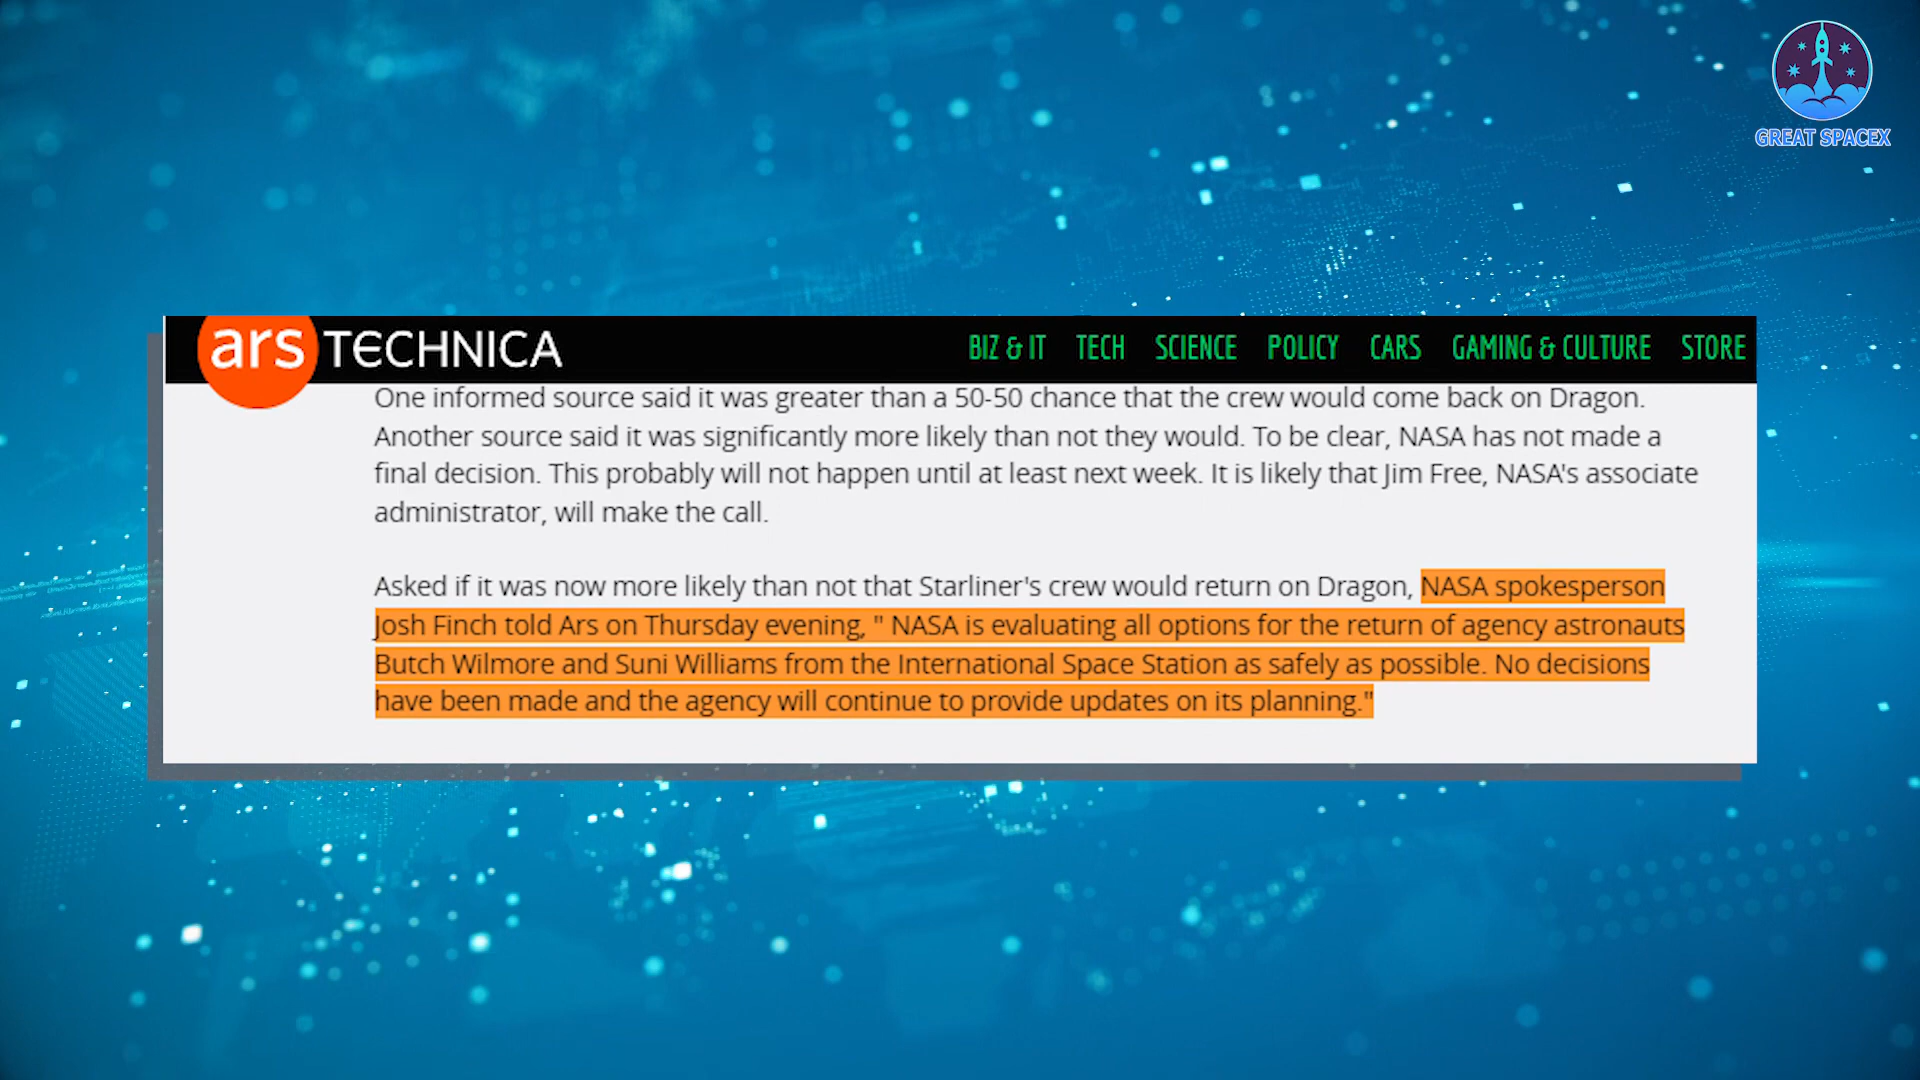 GREAT SPACEX
ars TECHNICA
BIZ & IT TECH SCIENCE POLICY CARS GAMING & CULTURE STORE
One informed source said it was greater than a 50-50 chance that the crew would come back on Dragon.
Another source said it was significantly more likely than not they would. To be clear, NASA has not made a
final decision. This probably will not happen until at least next week. It is likely that Jim Free, NASA's associate
administrator, will make the call.
Asked if it was now more likely than not that Starliner's crew would return on Dragon, NASA spokesperson
Josh Finch told Ars on Thursday evening, " NASA is evaluating all options for the return of agency astronauts
Butch Wilmore and Suni Williams from the International Space Station as safely as possible. No decisions
have been made and the agency will continue to provide updates on its planning."